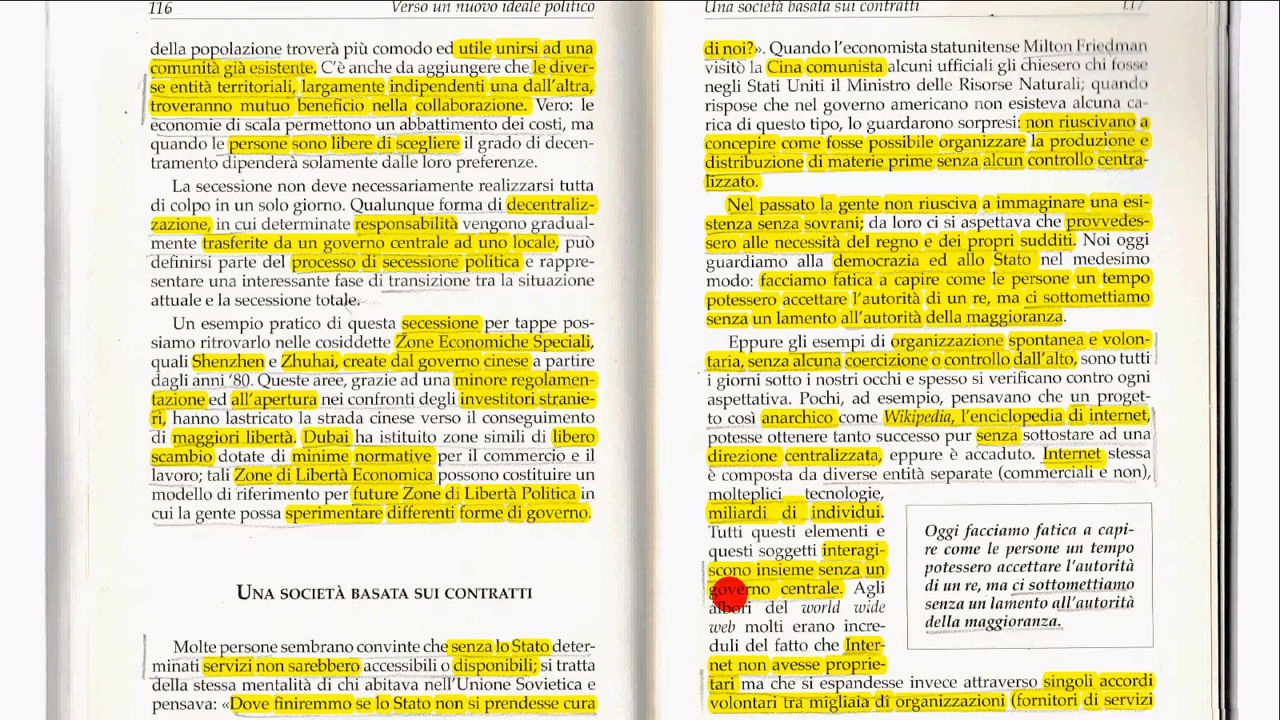 116
Verso un nuovo ideale politico
della popolazione troverà più comodo ed utile unirsi ad una
comunità già esistente. C'è anche da aggiungere che le diver-
se entità territoriali, largamente indipendenti una dall'altra,
troveranno mutuo beneficio nella collaborazione. Vero: le
economie di scala permettono un abbattimento dei costi, ma
quando le persone sono libere di scegliere il grado di decen-
tramento dipenderà solamente dalle loro preferenze.
La secessione non deve necessariamente realizzarsi tutta
di colpo in un solo giorno. Qualunque forma di decentraliz-
zazione, in cui determinate responsabilità vengono gradual-
mente trasferite da un governo centrale ad uno locale, può
definirsi parte del processo di secessione politica e rappre-
sentare una interessante fase di transizione tra la situazione
attuale e la secessione totale.
Un esempio pratico di questa secessione per tappe pos-
siamo ritrovarlo nelle cosiddette Zone Economiche Speciali,
quali Shenzhen e Zhuhai, create dal governo cinese a partire
dagli anni '80. Queste aree, grazie ad una minore regolamen-
tazione ed all'apertura nei confronti degli investitori stranie-
ri, hanno lastricato la strada cinese verso il conseguimento
di maggiori libertà. Dubai ha istituito zone simili di libero
scambio dotate di minime normative per il commercio e il
lavoro; tali Zone di Libertà Economica possono costituire un
modello di riferimento per future Zone di Libertà Politica in
cui la gente possa sperimentare differenti forme di governo.
UNA SOCIETÀ BASATA SUI CONTRATTI
Molte persone sembrano convinte che senza lo Stato deter-
minati servizi non sarebbero accessibili o disponibili; si tratta
della stessa mentalità di chi abitava nell'Unione Sovietica e
pensava: «Dove finiremmo se lo Stato non si prendesse cura
Una società basata sui contratti
117
di noi?». Quando l'economista statunitense Milton Friedman
visitò la Cina comunista alcuni ufficiali gli chiesero chi fosse
negli Stati Uniti il Ministro delle Risorse Naturali; quando
rispose che nel governo americano non esisteva alcuna ca-
rica di questo tipo, lo guardarono sorpresi: non riuscivano a
concepire come fosse possibile organizzare la produzione e
distribuzione di materie prime senza alcun controllo centra-
lizzato.
Nel passato la gente non riusciva a immaginare una esi-
stenza senza sovrani; da loro ci si aspettava che provvedes-
sero alle necessità del regno e dei propri sudditi. Noi oggi
guardiamo alla democrazia ed allo Stato nel medesimo
modo: facciamo fatica a capire come le persone un tempo
potessero accettare l'autorità di un re, ma ci sottomettiamo
senza un lamento all'autorità della maggioranza.
Eppure gli esempi di organizzazione spontanea e volon-
taria, senza alcuna coercizione o controllo dall'alto, sono tutti
i giorni sotto i nostri occhi e spesso si verificano contro ogni
aspettativa. Pochi, ad esempio, pensavano che un proget-
to così anarchico come Wikipedia, l'enciclopedia di internet,
potesse ottenere tanto successo pur senza sottostare ad una
direzione centralizzata, eppure è accaduto. Internet stessa
è composta da diverse entità separate (commerciali e non),
molteplici tecnologie,
miliardi di individui.
Tutti questi elementi e
questi soggetti interagi-
scono insieme senza un
governo centrale. Agli
albori del world wide
web molti erano incre-
duli del fatto che Inter-
net non avesse proprie-
tari ma che si espandesse invece attraverso singoli accordi
volontari tra migliaia di organizzazioni (fornitori di servizi
Oggi facciamo fatica a capi-
re come le persone un tempo
potessero accettare l'autorità
di un re, ma ci sottomettiamo
senza un lamento all'autorità
della maggioranza.